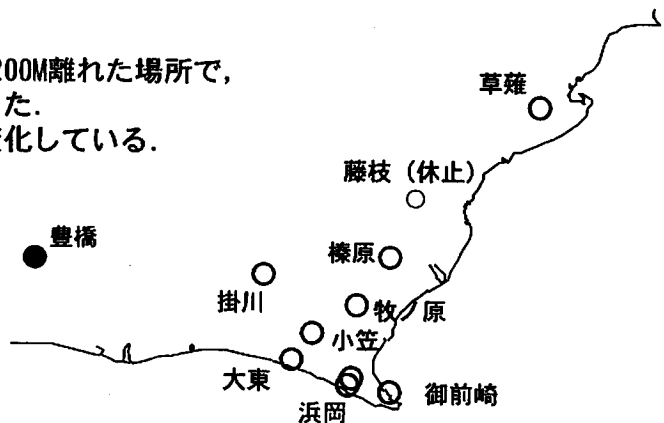 200M離れた場所で,
た.
化している.
草薙
藤枝（休止）
豊橋
榛原
掛川
牧ノ原
小笠
大東
御前崎
浜岡